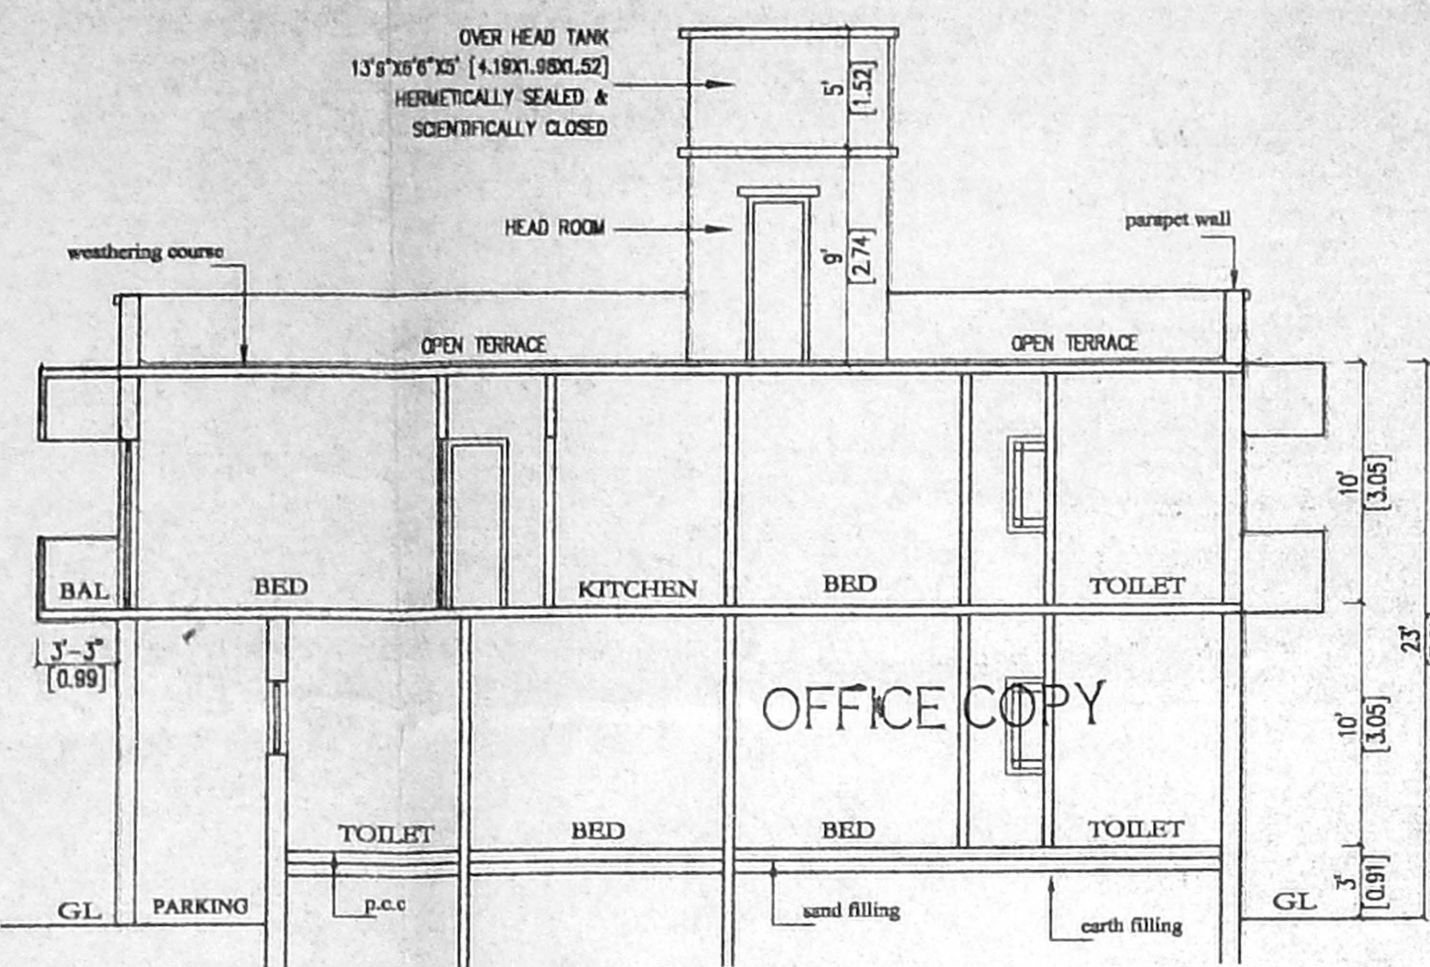 OVER HEAD TANK
13'9"X6'6"X5' [4.19X1.98X1.52]
HERMETICALLY SEALED &
SCIENTIFICALLY CLOSED
5'
[1.52]
HEAD ROOM
9'
[2.74]
parapet wall
weathering course
OPEN TERRACE
OPEN TERRACE
10'
[3.05]
BAL
BED
KITCHEN
BED
TOILET
3'-3"
[0.99]
23'
OFFICE COPY
10'
[3.05]
TOILET
BED
BED
TOILET
3'
[0.91]
GL
PARKING
p.c.c
sand filling
earth filling
GL